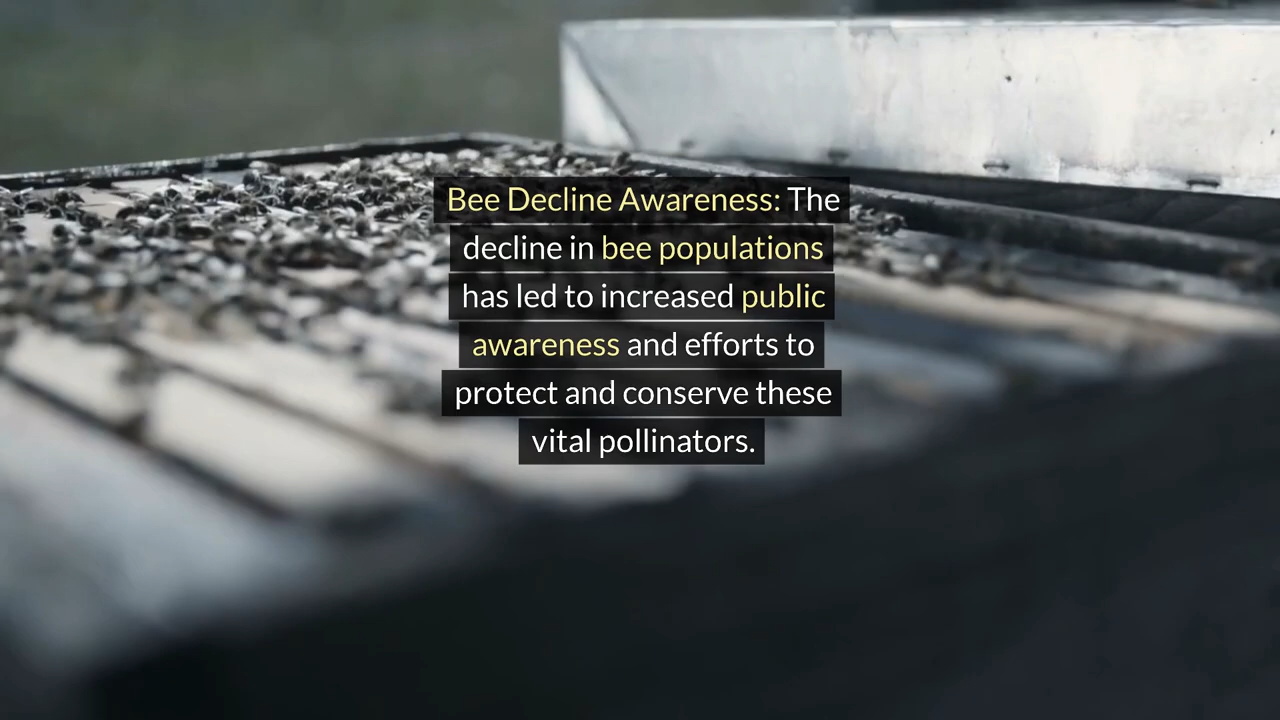 Bee Decline Awareness: The
decline in bee populations
has led to increased public
awareness and efforts to
protect and conserve these
vital pollinators.